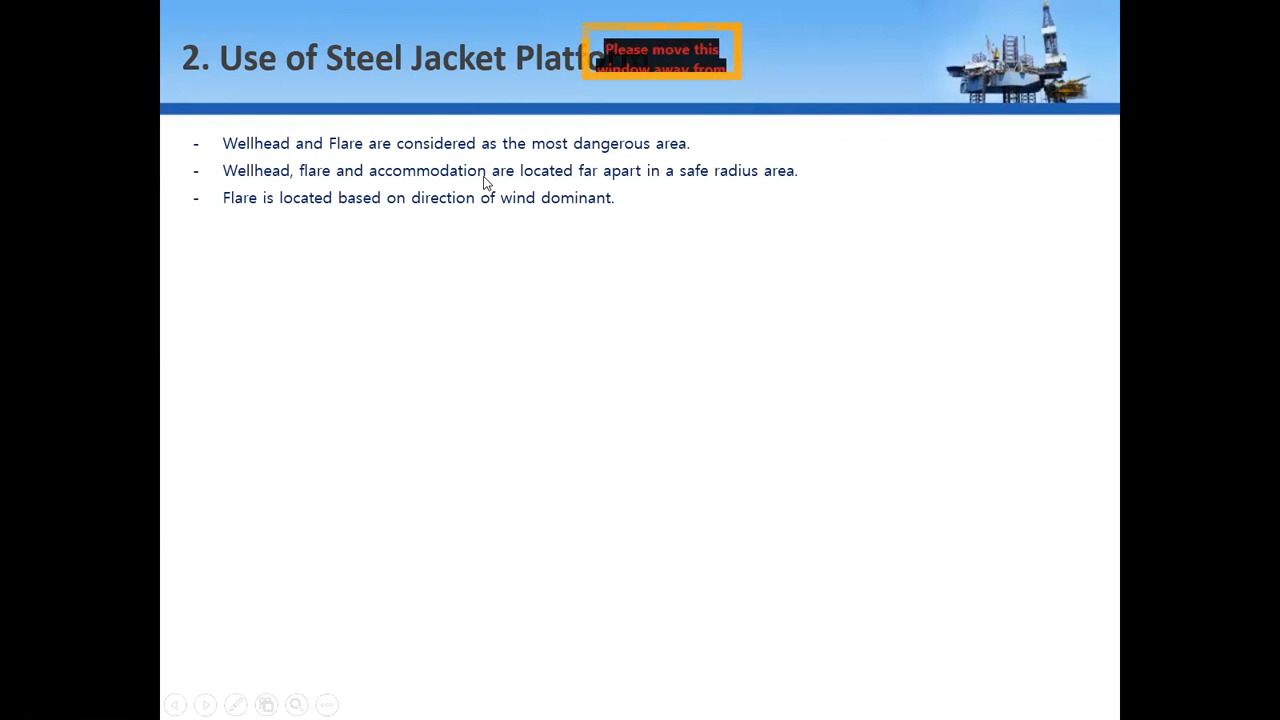 2. Use of Steel Jacket
Please move this
window away from
- Wellhead and Flare are considered as the most dangerous area.
- Wellhead, flare and accommodation are located far apart in a safe radius area.
- Flare is located based on direction of wind dominant.